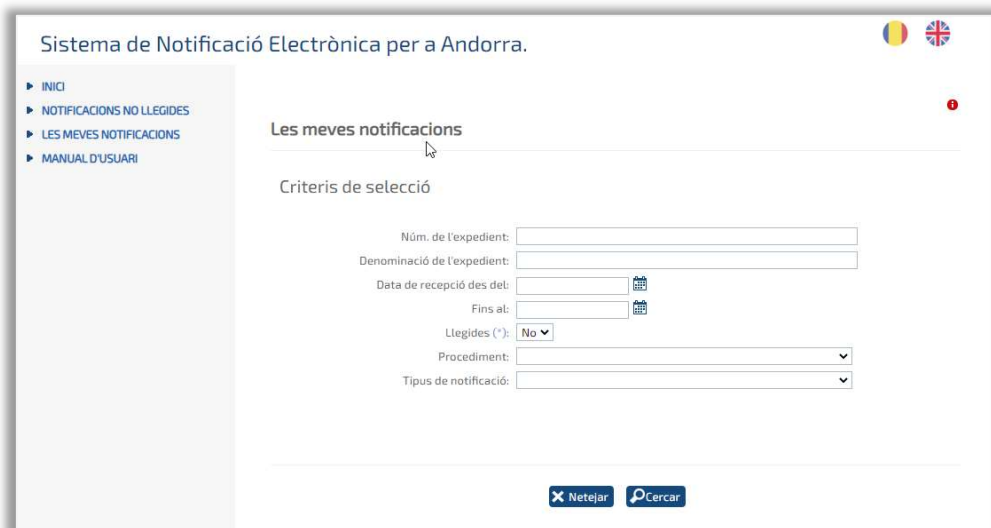 Sistema de Notificació Electrònica per a Andorra.
INICI
NOTIFICACIONS NO LLEGIDES
LES MEVES NOTIFICACIONS
MANUAL D'USUARI
Les meves notificacions
Criteris de selecció
Núm. de l'expedient:
Denominació de l'expedient:
Data de recepció des del:
Fins al:
Llegides (*): No
Procediment:
Tipus de notificació:
Netejar Cercar